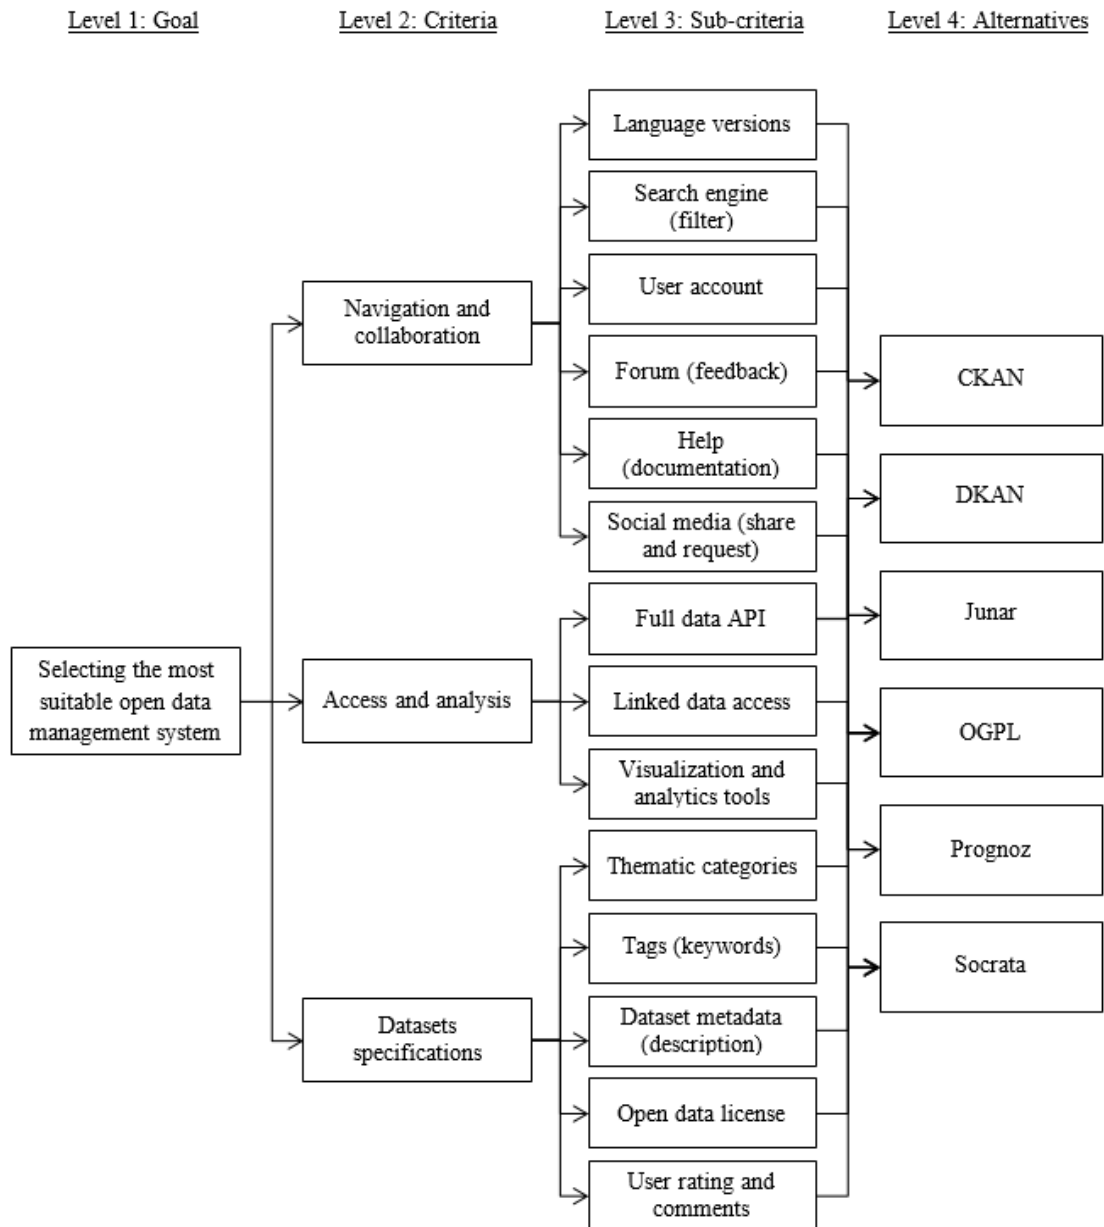 Level 1: Goal
Level 2: Criteria
Level 3: Sub-criteria
Level 4: Alternatives
Selecting the most
suitable open data
management system
Navigation and
collaboration
Access and analysis
Datasets
specifications
Language versions
Search engine
(filter)
User account
Forum (feedback)
Help
(documentation)
Social media (share
and request)
Full data API
Linked data access
Visualization and
analytics tools
Thematic categories
Tags (keywords)
Dataset metadata
(description)
Open data license
User rating and
comments
CKAN
DKAN
Junar
OGPL
Prognoz
Socrata